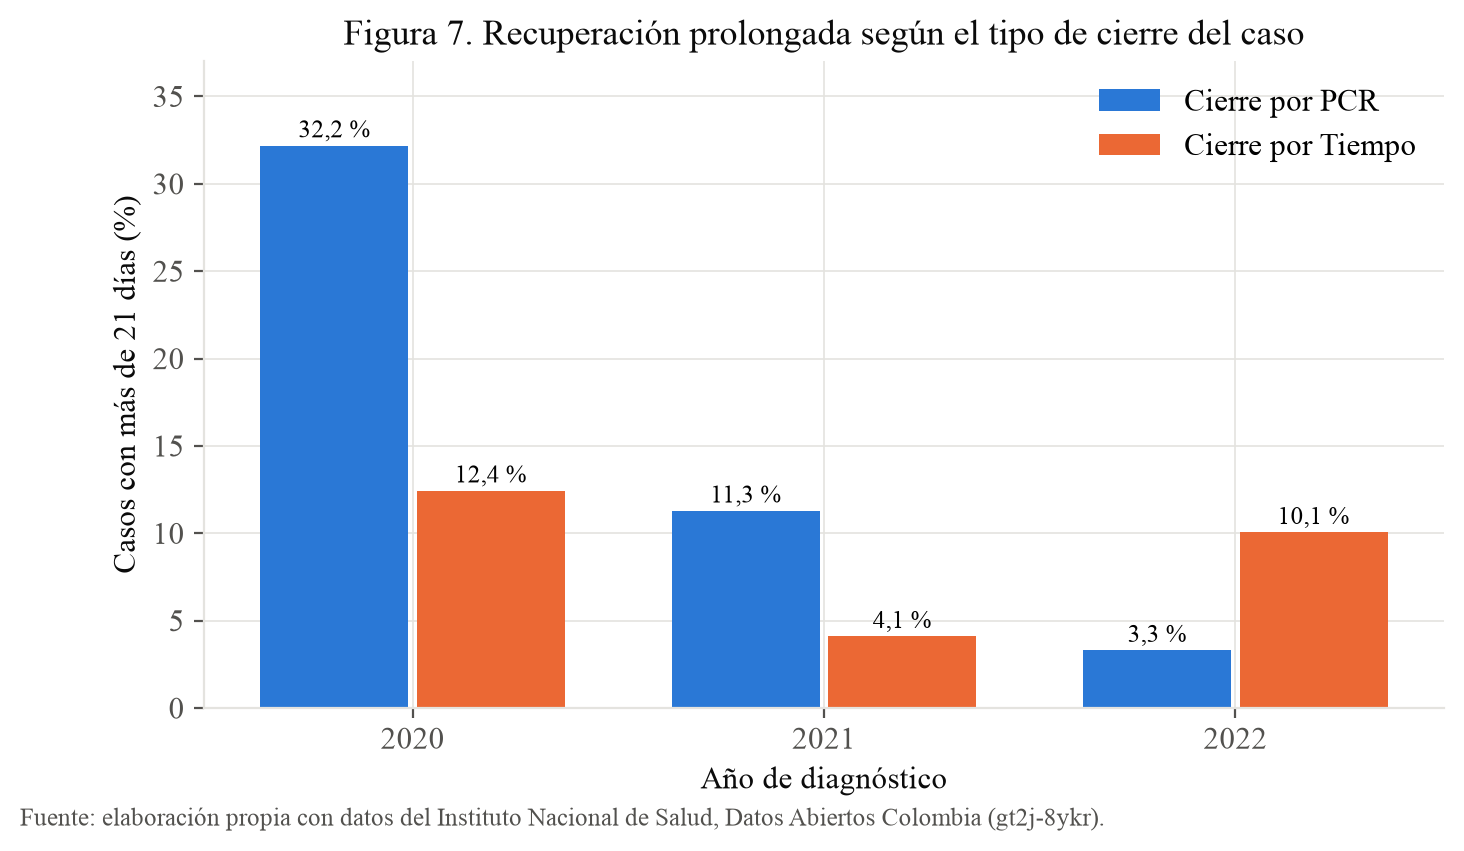 Figura 7. Recuperación prolongada según el tipo de cierre del caso
Cierre por PCR
Cierre por Tiempo
Casos con más de 21 días (%)
35
30
25
20
15
10
5
0
32,2 %
12,4 %
11,3 %
4,1 %
3,3 %
10,1 %
2020
2021
2022
Año de diagnóstico
Fuente: elaboración propia con datos del Instituto Nacional de Salud, Datos Abiertos Colombia (gt2j-8ykr).